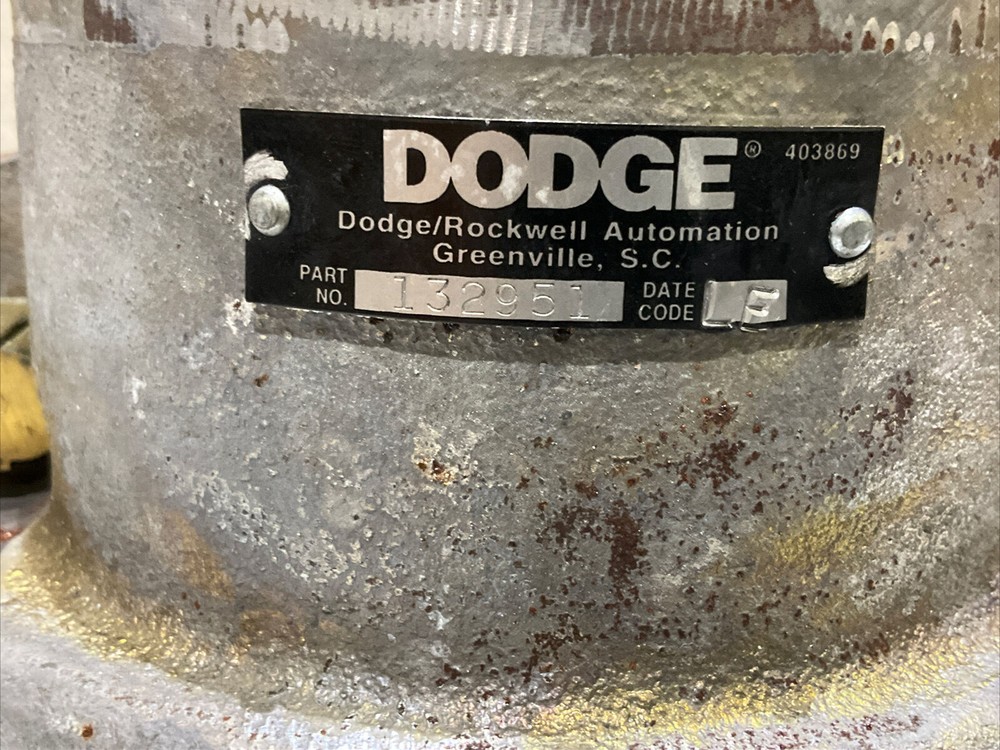 DODGE® 403869
Dodge/Rockwell Automation
Greenville, S.C.
PART NO. 132951 DATE CODE LF